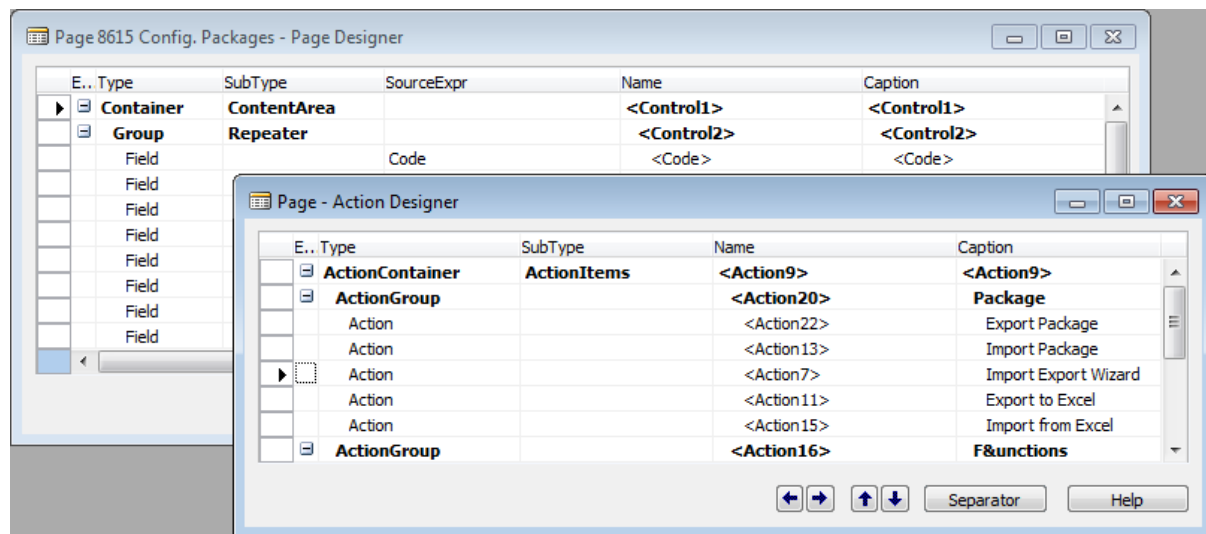 Page 8615 Config. Packages - Page Designer
E.. Type SubType SourceExpr Name Caption
Container ContentArea <Control1> <Control1>
Group Repeater <Control2> <Control2>
Field Code <Code> <Code>
Field
Field
Field
Field
Field
Field
Field
Page - Action Designer
E.. Type SubType Name Caption
ActionContainer ActionItems <Action9> <Action9>
ActionGroup <Action20> Package
Action <Action22> Export Package
Action <Action13> Import Package
Action <Action7> Import Export Wizard
Action <Action11> Export to Excel
Action <Action15> Import from Excel
ActionGroup <Action16> F&unctions
Separator Help